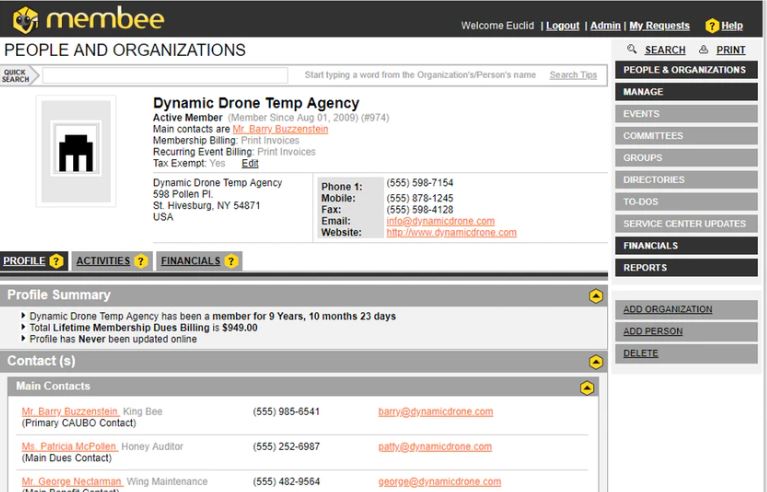 membee
Welcome Euclid | Logout | Admin | My Requests ? Help
PEOPLE AND ORGANIZATIONS
SEARCH PRINT
QUICK SEARCH
Start typing a word from the Organization's/Person's name Search Tips
Dynamic Drone Temp Agency
Active Member (Member Since Aug 01, 2009) (#974)
Main contacts are Mr. Barry Buzzenstein
Membership Billing: Print Invoices
Recurring Event Billing: Print Invoices
Tax Exempt: Yes Edit
Dynamic Drone Temp Agency
598 Pollen Pl.
St. Hivesburg, NY 54871
USA
Phone 1: (555) 598-7154
Mobile: (555) 878-1245
Fax: (555) 598-4128
Email: info@dynamicdrone.com
Website: http://www.dynamicdrone.com
PROFILE ? ACTIVITIES ? FINANCIALS ?
Profile Summary
Dynamic Drone Temp Agency has been a member for 9 Years, 10 months 23 days
Total Lifetime Membership Dues Billing is $949.00
Profile has Never been updated online
Contact (s)
Main Contacts
Mr. Barry Buzzenstein, King Bee (555) 985-6541 barry@dynamicdrone.com
(Primary CAUBO Contact)
Ms. Patricia McPollen, Honey Auditor (555) 252-6987 patty@dynamicdrone.com
(Main Dues Contact)
Mr. George Nectarman, Wing Maintenance (555) 482-9564 george@dynamicdrone.com
(Main Benefit Contact)
PEOPLE & ORGANIZATIONS
MANAGE
EVENTS
COMMITTEES
GROUPS
DIRECTORIES
TO-DOS
SERVICE CENTER UPDATES
FINANCIALS
REPORTS
ADD ORGANIZATION
ADD PERSON
DELETE